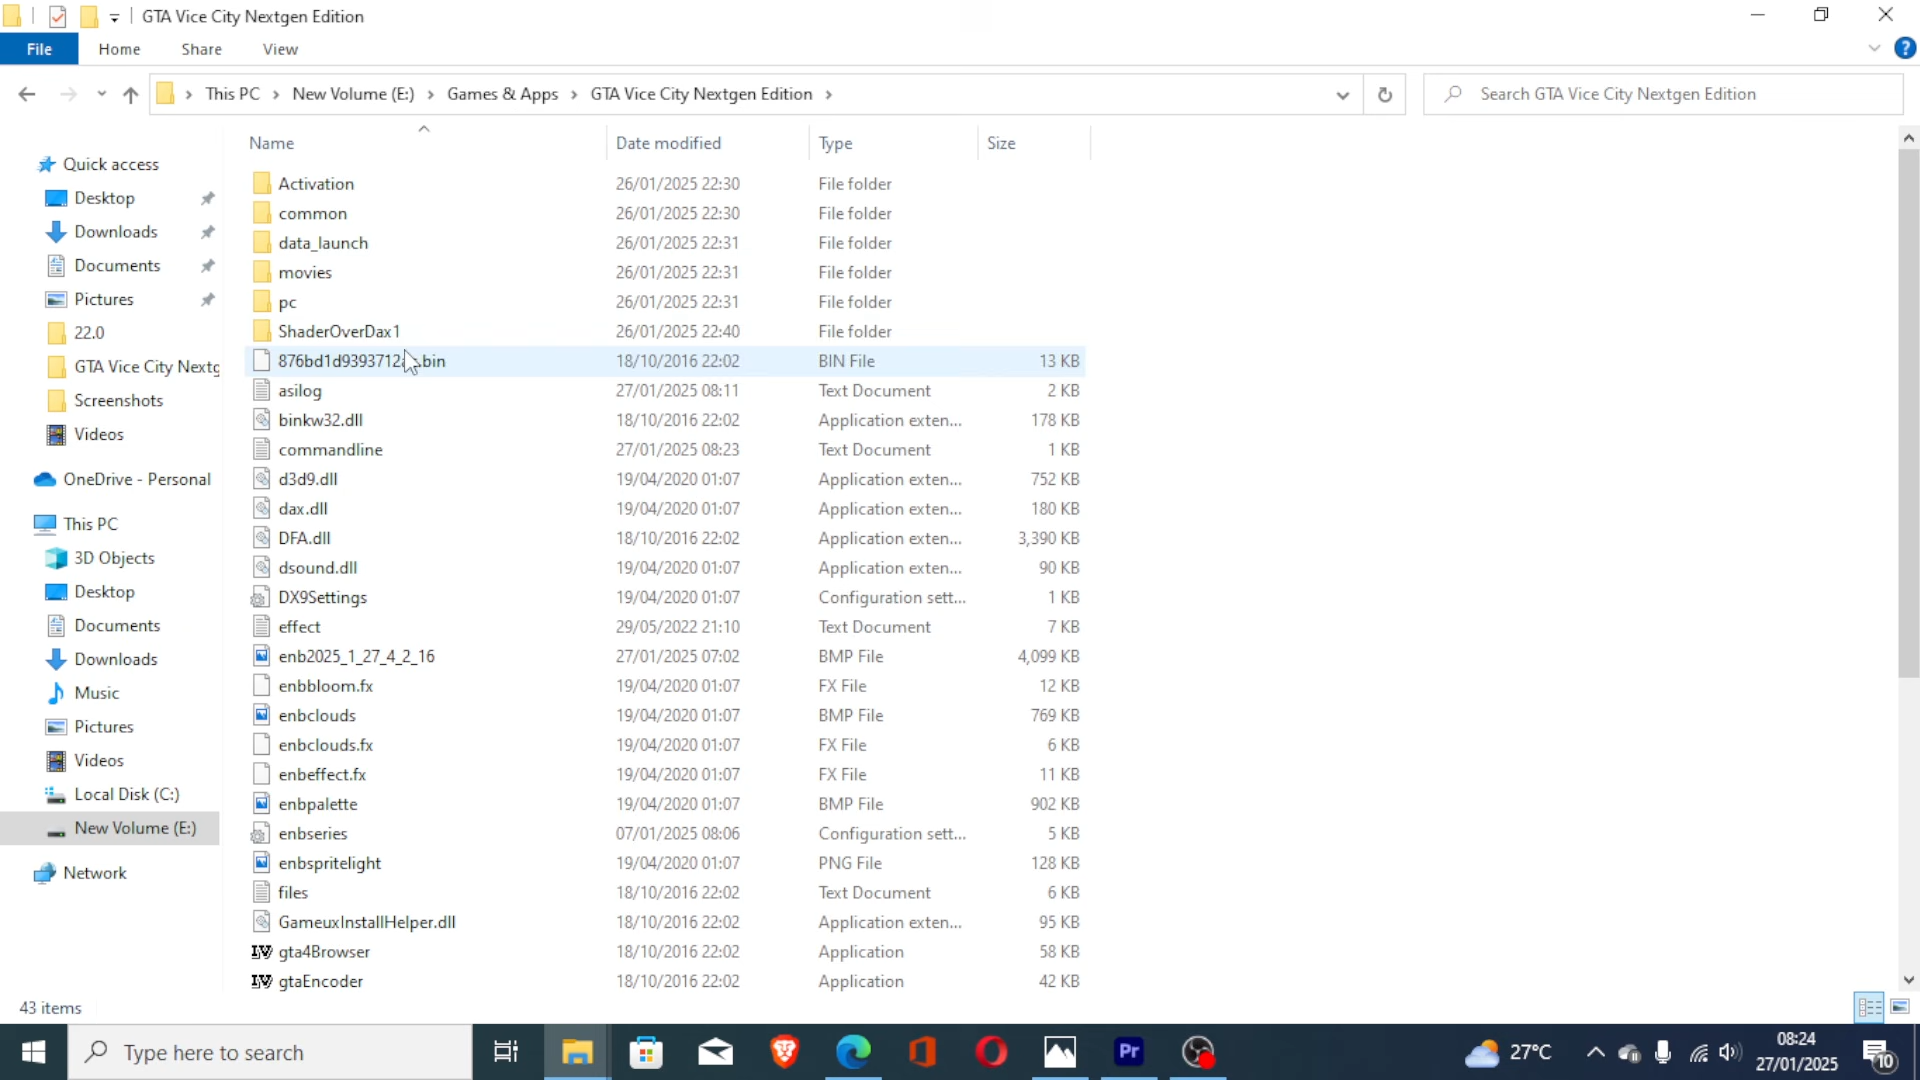 GTA Vice City Nextgen Edition
File Home Share View
This PC New Volume (E:) Games & Apps GTA Vice City Nextgen Edition
Search GTA Vice City Nextgen Edition
Name Date modified Type Size
Quick access
Desktop
Downloads
Documents
Pictures
22.0
GTA Vice City Nextg
Screenshots
Videos
OneDrive - Personal
This PC
3D Objects
Desktop
Documents
Downloads
Music
Pictures
Videos
Local Disk (C:)
New Volume (E:)
Network
Activation 26/01/2025 22:30 File folder
common 26/01/2025 22:30 File folder
data_launch 26/01/2025 22:31 File folder
movies 26/01/2025 22:31 File folder
pc 26/01/2025 22:31 File folder
ShaderOverDax1 26/01/2025 22:40 File folder
18/10/2016 22:02 BIN File 13 KB
asilog 27/01/2025 08:11 Text Document 2 KB
binkw32.dll 18/10/2016 22:02 Application exten... 178 KB
commandline 27/01/2025 08:23 Text Document 1 KB
d3d9.dll 19/04/2020 01:07 Application exten... 752 KB
dax.dll 19/04/2020 01:07 Application exten... 180 KB
DFA.dll 18/10/2016 22:02 Application exten... 3,390 KB
dsound.dll 19/04/2020 01:07 Application exten... 90 KB
DX9Settings 19/04/2020 01:07 Configuration sett... 1 KB
effect 29/05/2022 21:10 Text Document 7 KB
enb2025_1_27_4_2_16 27/01/2025 07:02 BMP File 4,099 KB
enbbloom.fx 19/04/2020 01:07 FX File 12 KB
enbclouds 19/04/2020 01:07 BMP File 769 KB
enbclouds.fx 19/04/2020 01:07 FX File 6 KB
enbeffect.fx 19/04/2020 01:07 FX File 11 KB
enbpalette 19/04/2020 01:07 BMP File 902 KB
enbseries 07/01/2025 08:06 Configuration sett... 5 KB
enbspritelight 19/04/2020 01:07 PNG File 128 KB
files 18/10/2016 22:02 Text Document 6 KB
GameuxInstallHelper.dll 18/10/2016 22:02 Application exten... 95 KB
IV gta4Browser 18/10/2016 22:02 Application 58 KB
IV gtaEncoder 18/10/2016 22:02 Application 42 KB
43 items
Type here to search
Pr
27°C
08:24
27/01/2025
10